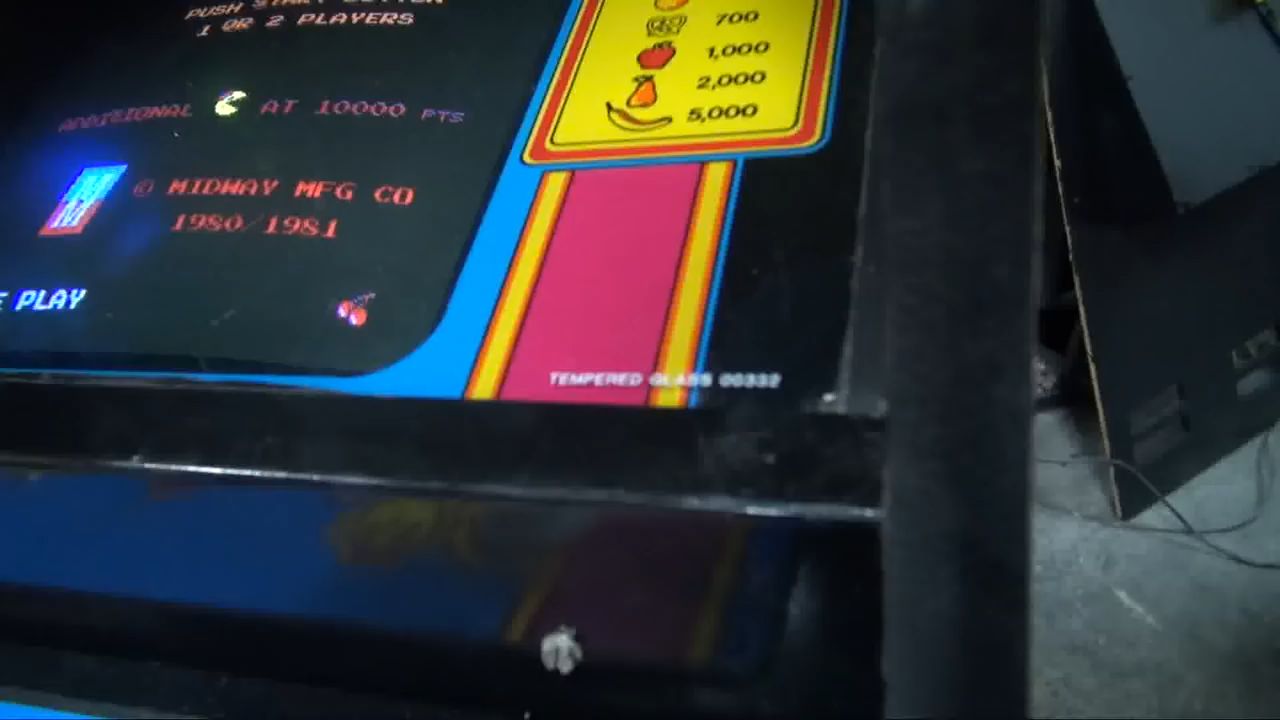 PUSH START BUTTON
1 OR 2 PLAYERS
ADDITIONAL AT 10000 PTS
© MIDWAY MFG CO
1980/1981
E PLAY
700
1,000
2,000
5,000
TEMPERED GLASS 00332